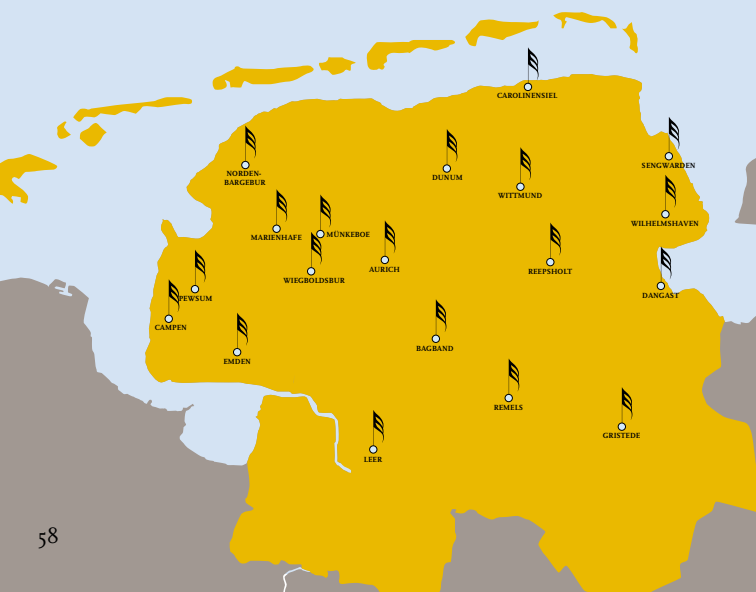 CAROLINENSIEL
SENGWARDEN
NORDEN-
BARGEBUR
DUNUM
WITTMUND
WILHELMSHAVEN
MARIENHAFE
MÜNKEBOE
AURICH
REEPSHOLT
WIEGBOLDSBUR
PEWSUM
DANGAST
CAMPEN
BAGBAND
EMDEN
REMELS
GRISTEDE
LEER
58